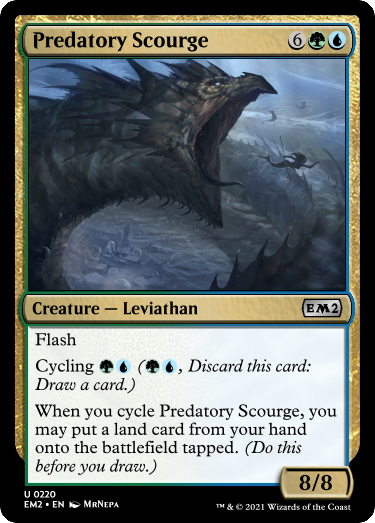 Predatory Scourge 6
Creature — Leviathan EM2
Flash
Cycling (, Discard this card:
Draw a card.)
When you cycle Predatory Scourge, you
may put a land card from your hand
onto the battlefield tapped. (Do this
before you draw.)
8/8
U 0220
EM2 • EN MrNepa ™ & © 2021 Wizards of the Coast